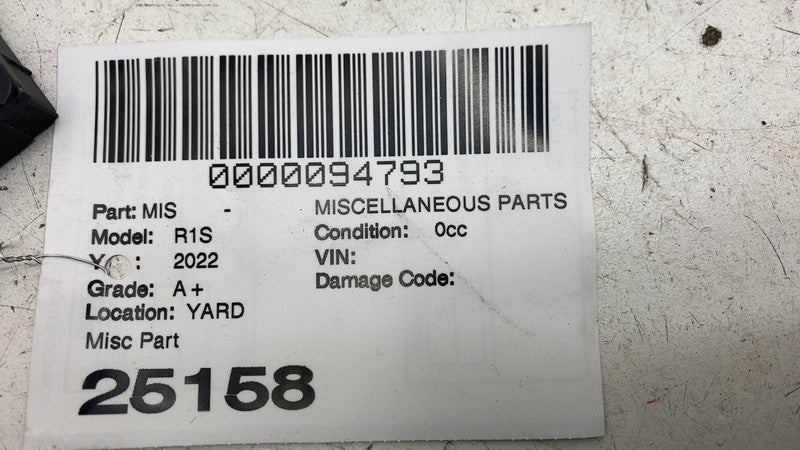 0000094793
Part: MIS - MISCELLANEOUS PARTS
Model: R1S Condition: 0cc
Y : 2022 VIN:
Grade: A+ Damage Code:
Location: YARD
Misc Part
25158